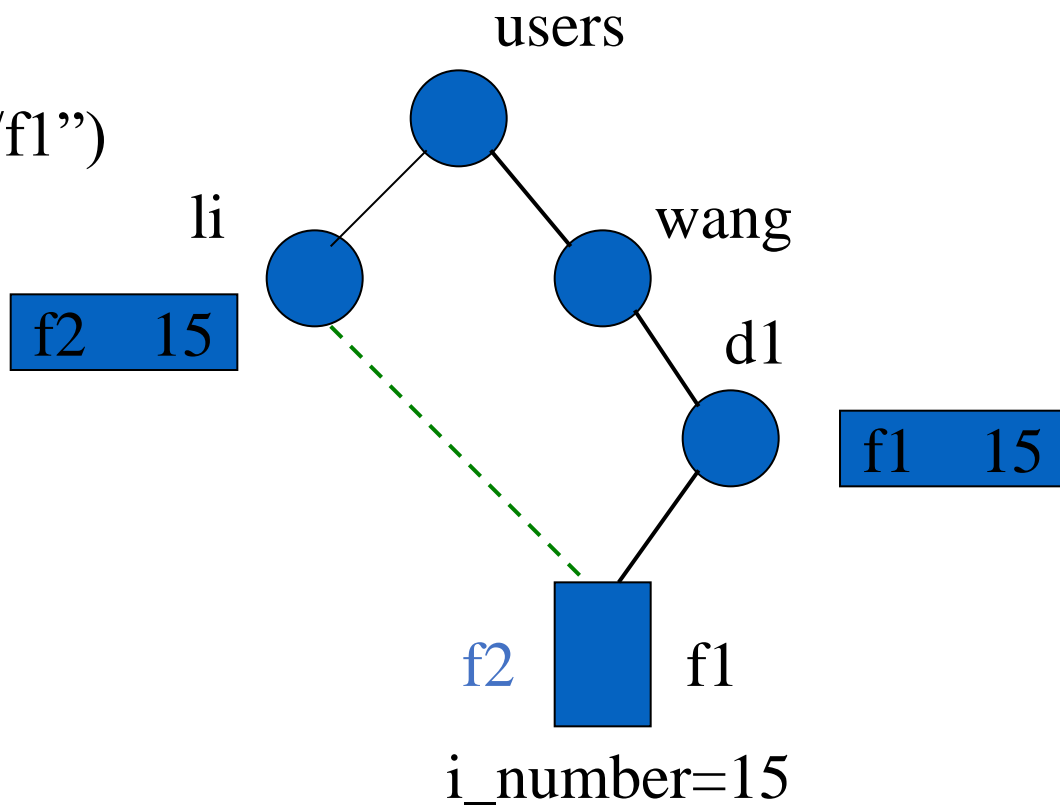 users
/f1”)
li
wang
f2 15
d1
f1 15
f2
f1
i_number=15